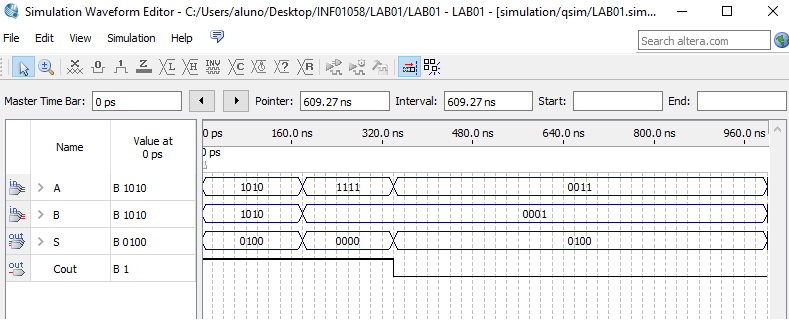 Simulation Waveform Editor - C:/Users/aluno/Desktop/INF01058/LAB01/LAB01 - LAB01 - [simulation/qsim/LAB01.sim...
File Edit View Simulation Help
Search altera.com
Master Time Bar: 0 ps Pointer: 609.27 ns Interval: 609.27 ns Start: End:
Name Value at 0 ps
0 ps 160.0 ns 320.0 ns 480.0 ns 640.0 ns 800.0 ns 960.0 ns
0 ps
in A B 1010 1010 1111 0011
in B B 1010 1010 0001
out S B 0100 0100 0000 0100
out Cout B 1